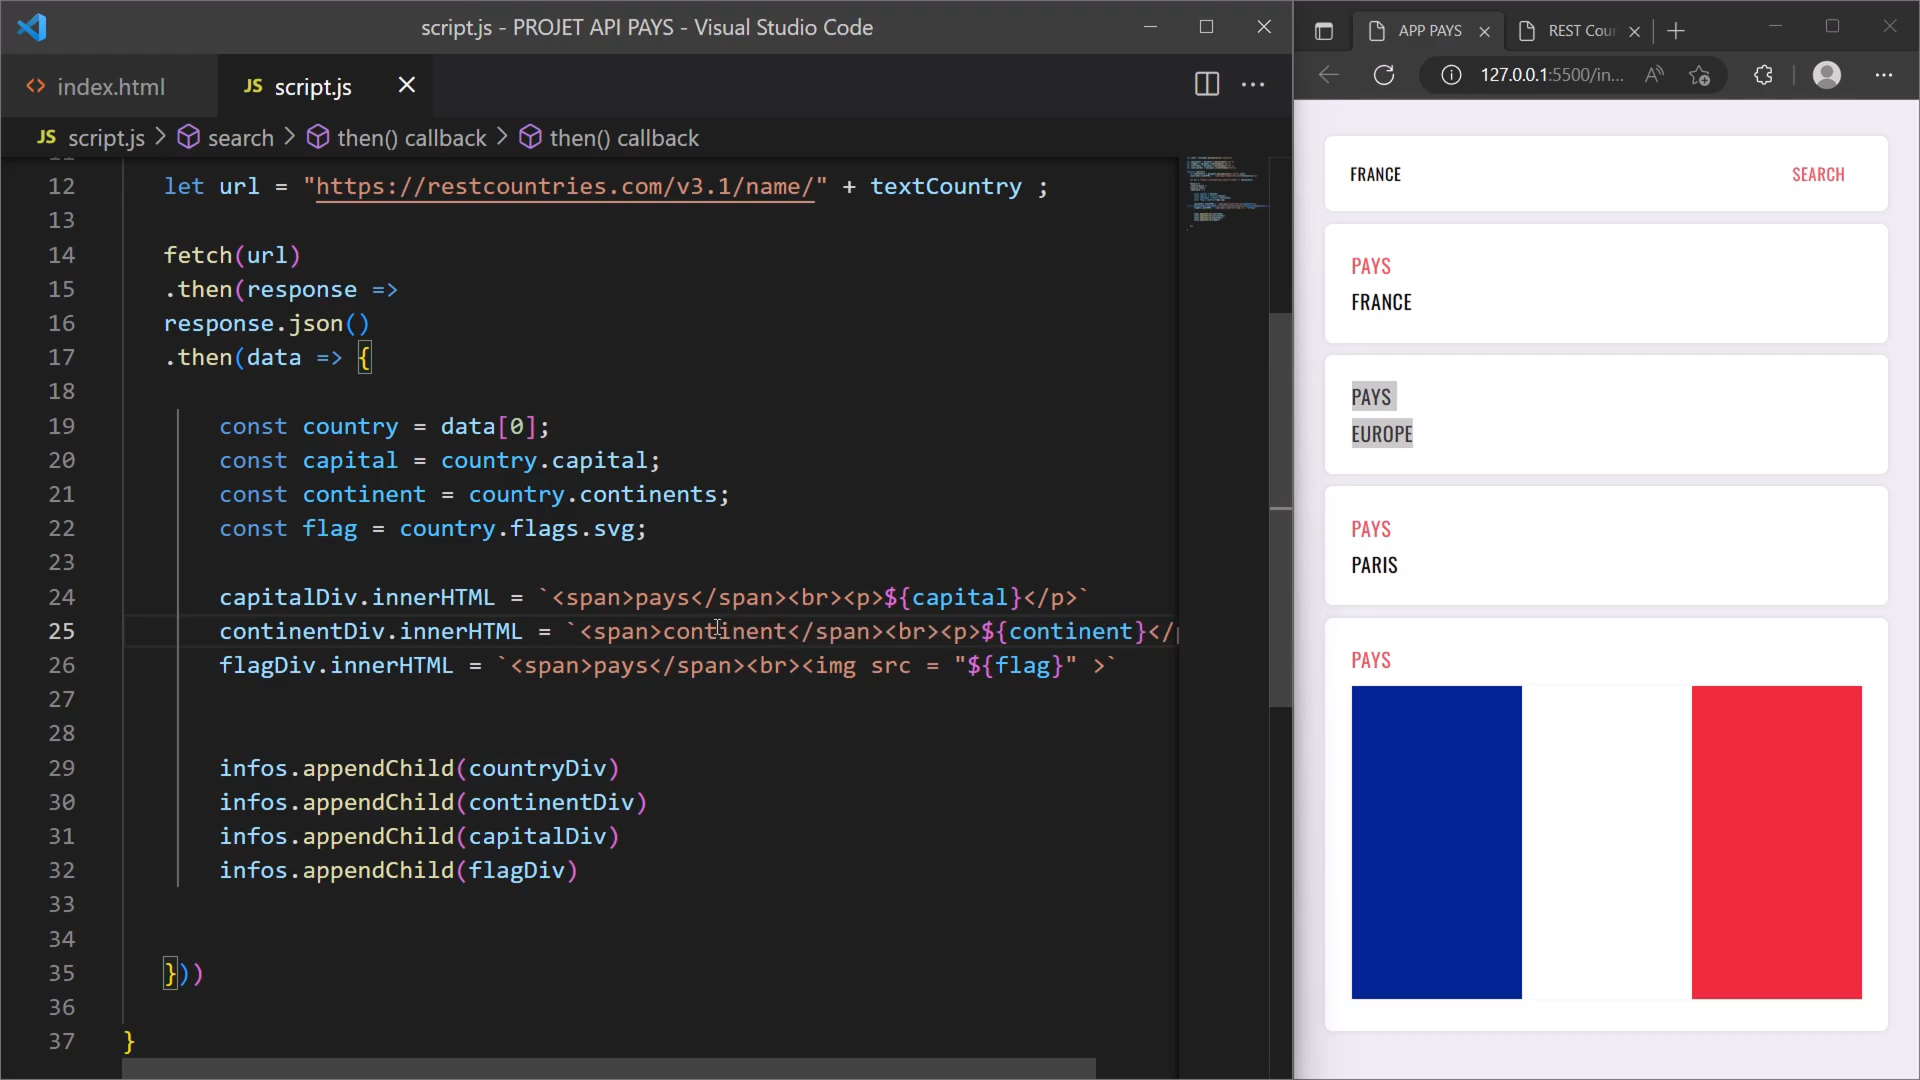 script.js - PROJET API PAYS - Visual Studio Code
index.html
JS script.js
JS script.js > search > then() callback > then() callback
12 let url = "https://restcountries.com/v3.1/name/" + textCountry ;
13
14 fetch(url)
15 .then(response =>
16 response.json()
17 .then(data => {
18
19 const country = data[0];
20 const capital = country.capital;
21 const continent = country.continents;
22 const flag = country.flags.svg;
23
24 capitalDiv.innerHTML = `<span>pays</span><br><p>${capital}</p>`
25 continentDiv.innerHTML = `<span>continent</span><br><p>${continent}</p
26 flagDiv.innerHTML = `<span>pays</span><br><img src = "${flag}" >`
27
28
29 infos.appendChild(countryDiv)
30 infos.appendChild(continentDiv)
31 infos.appendChild(capitalDiv)
32 infos.appendChild(flagDiv)
33
34
35 }))
36
37 }
APP PAYS
REST Cour
127.0.0.1:5500/in...
FRANCE SEARCH
PAYS
FRANCE
PAYS
EUROPE
PAYS
PARIS
PAYS